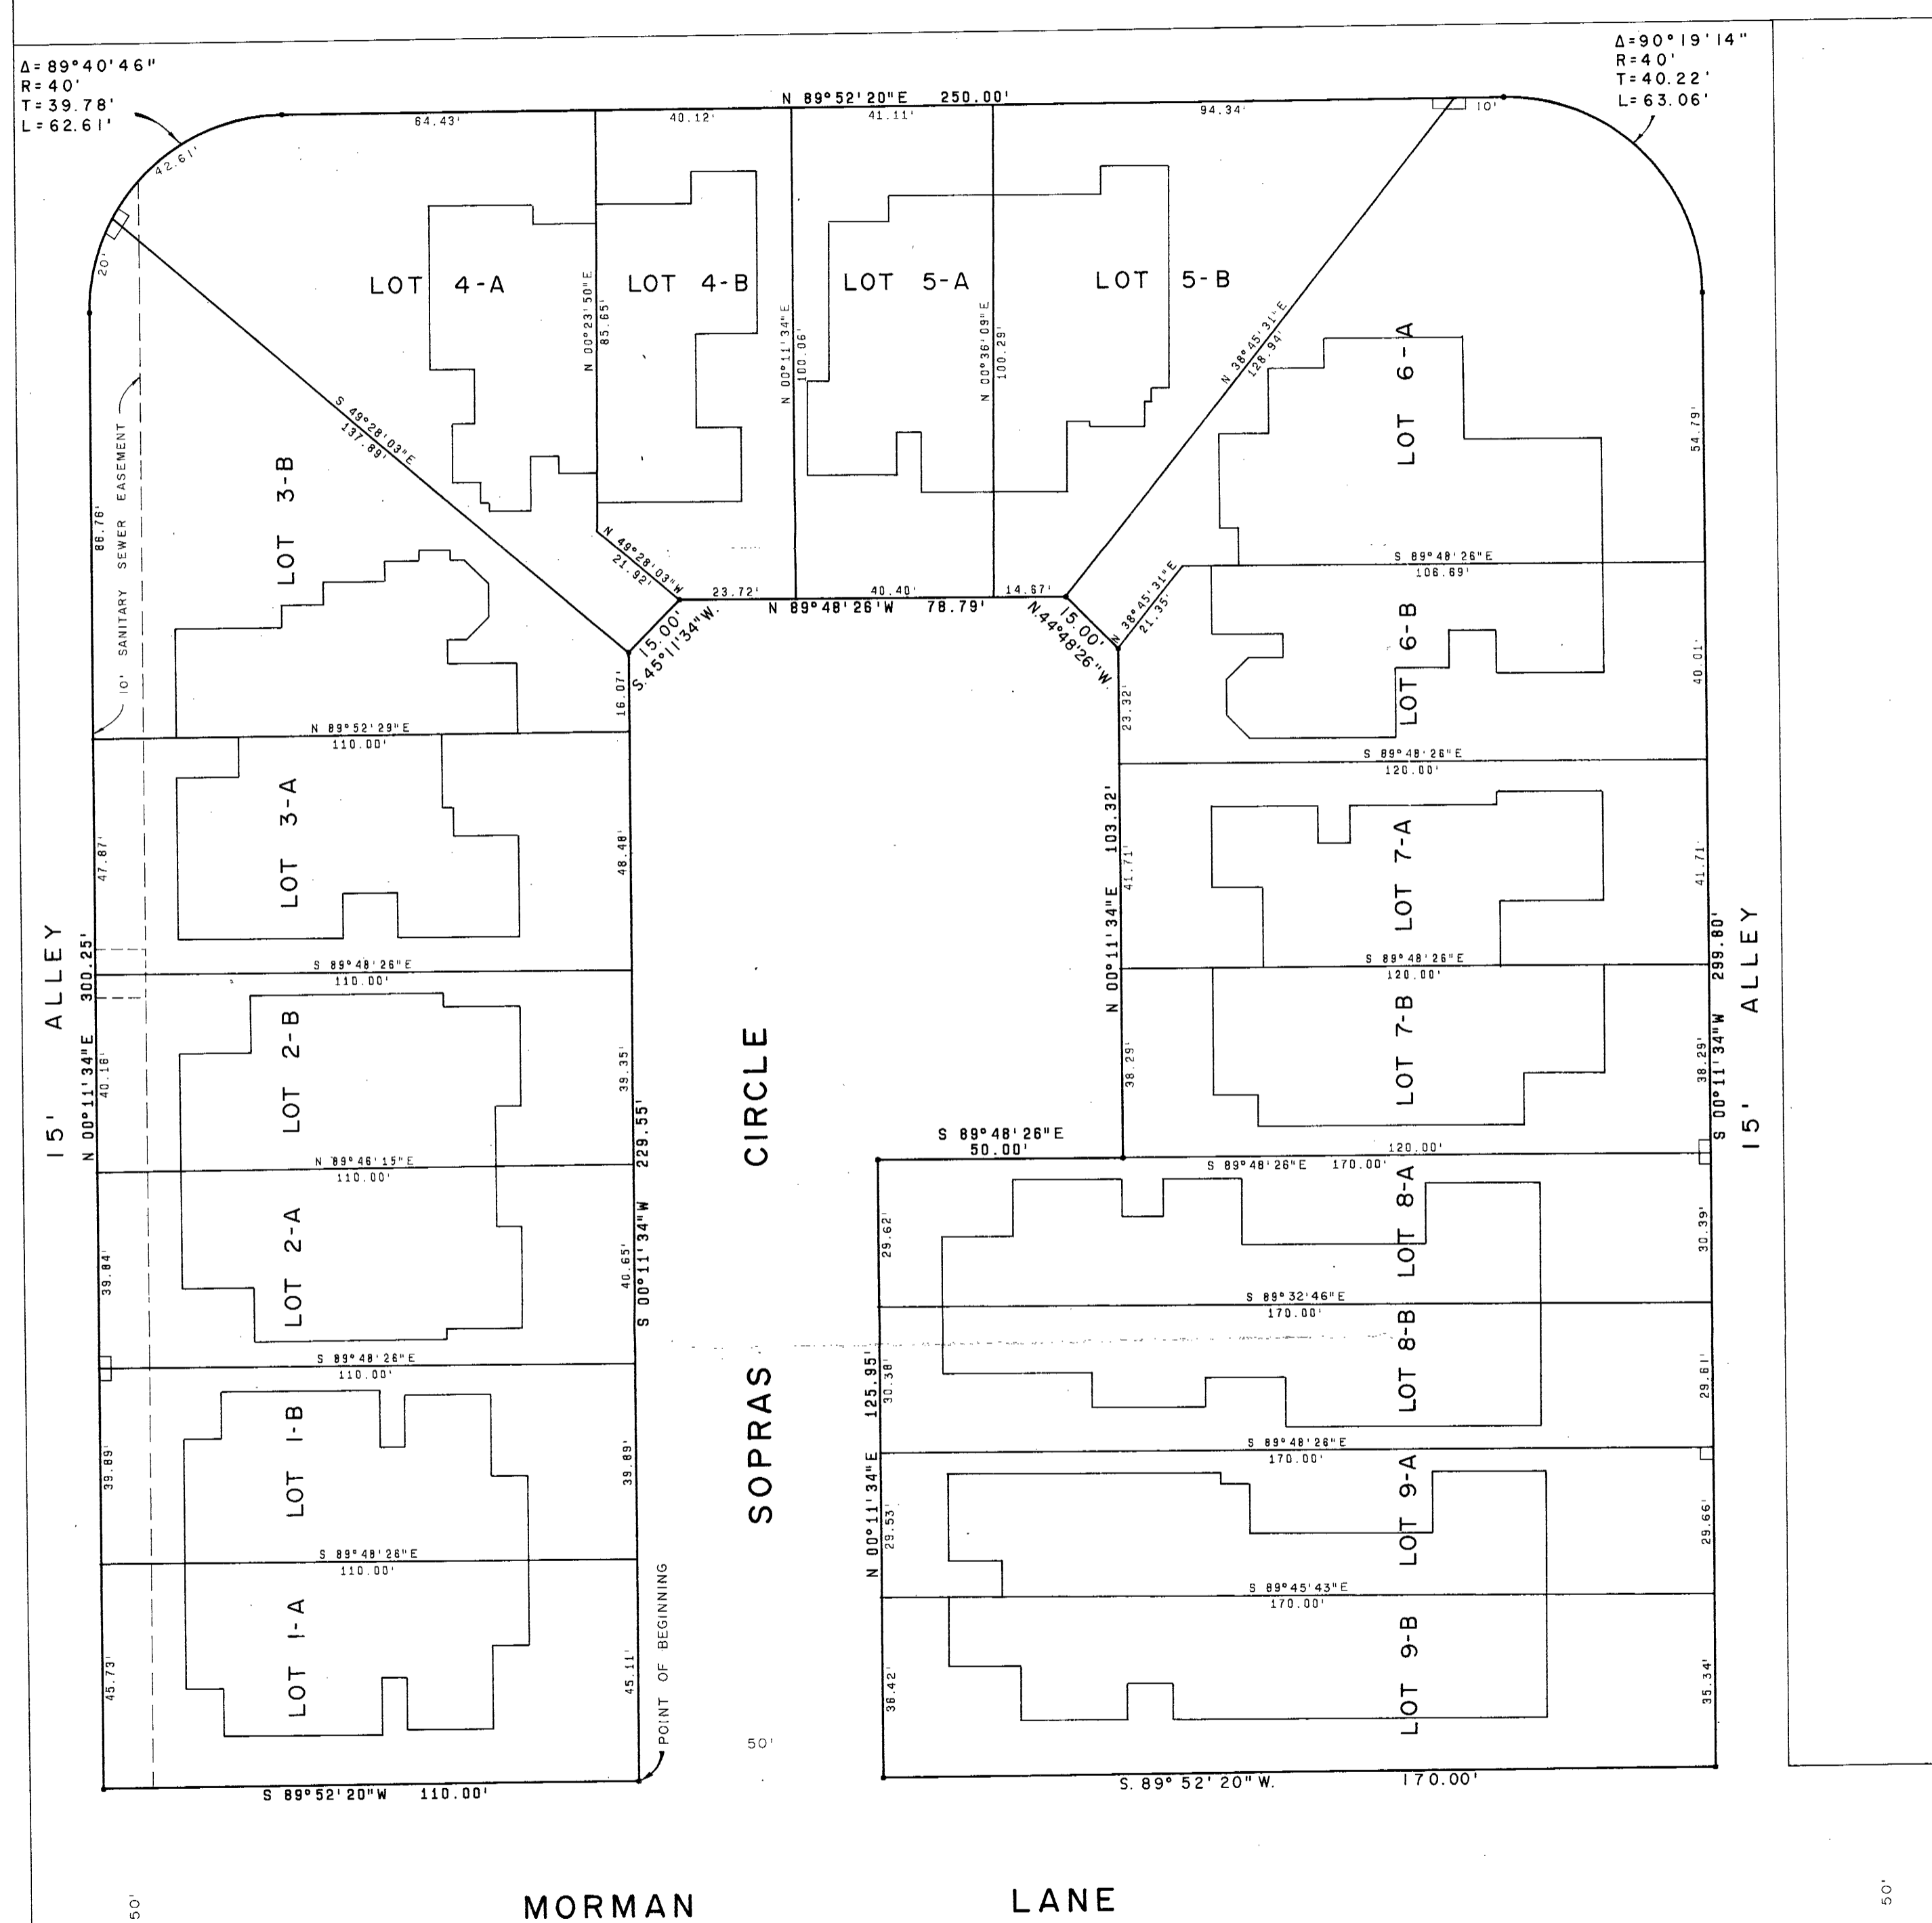 Δ=89°40'46"
R=40'
T=39.78'
L=62.61'
Δ=90°19'14"
R=40'
T=40.22'
L=63.06'
N 89°52'20"E 250.00'
64.43'
40.12'
41.11'
94.34'
10'
42.61'
20'
LOT 4-A
LOT 4-B
LOT 5-A
LOT 5-B
LOT 6-A
N 00°23'50"E
85.65'
N 00°11'34"E
100.06'
N 00°36'09"E
100.29'
N 38°45'31"E
128.94'
54.79'
S 49°28'03"E
137.89'
10' SANITARY SEWER EASEMENT
86.76'
LOT 3-B
N 49°28'03"W
21.92'
23.72'
40.40'
14.67'
N 89°48'26'W 78.79'
15.00'
S.45°11'34"W.
15.00'
N.44°48'26"W.
N 38°45'31"E
21.35'
S 89°48'26"E
106.69'
LOT 6-B
40.01'
16.07'
23.32'
N 89°52'29"E
110.00'
S 89°48'26"E
120.00'
LOT 3-A
47.87'
48.48'
N 00°11'34"E 103.32'
41.71'
LOT 7-A
41.71'
S 89°48'26"E
110.00'
S 89°48'26"E
120.00'
15' ALLEY
N 00°11'34"E 300.25'
40.16'
LOT 2-B
39.35'
38.29'
LOT 7-B
38.29'
S 00°11'34"W 299.80'
15' ALLEY
N 89°46'15"E
110.00'
S 89°48'26"E
50.00'
120.00'
S 89°48'26"E 170.00'
39.84'
LOT 2-A
40.65'
S 00°11'34"W 229.55'
SOPRAS CIRCLE
29.62'
LOT 8-A
30.39'
S 89°32'46"E
170.00'
S 89°48'26"E
110.00'
N 00°11'34"E 125.95'
30.38'
LOT 8-B
29.61'
39.89'
LOT 1-B
39.89'
S 89°48'26"E
170.00'
29.53'
LOT 9-A
29.66'
S 89°48'26"E
110.00'
S 89°45'43"E
170.00'
45.73'
LOT 1-A
45.11'
POINT OF BEGINNING
50'
36.42'
LOT 9-B
35.34'
S 89°52'20"W 110.00'
S. 89° 52' 20" W. 170.00'
50'
MORMAN LANE
50'